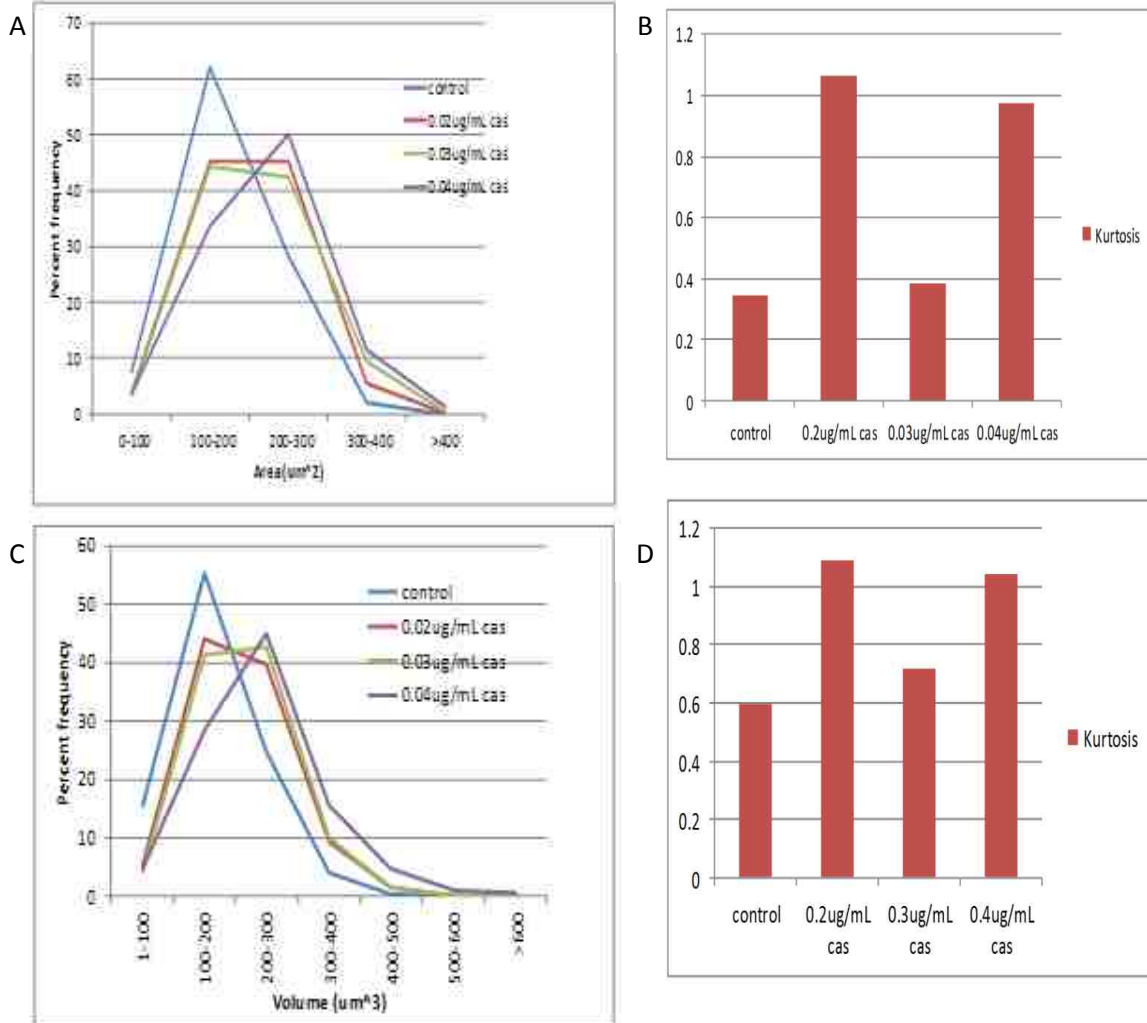 A
70
60
50
40
30
20
10
0
Percent frequency
control
0.02ug/mL cas
0.03ug/mL cas
0.04ug/mL cas
0-100 100-200 200-300 300-400 >400
Area(um^2)
B
1.2
1
0.8
0.6
0.4
0.2
0
Kurtosis
control 0.2ug/mL cas 0.03ug/mL cas 0.04ug/mL cas
C
60
50
40
30
20
10
0
Percent frequency
control
0.02ug/mL cas
0.03ug/mL cas
0.04ug/mL cas
1-100 100-200 200-300 300-400 400-500 500-600 >600
Volume (um^3)
D
1.2
1
0.8
0.6
0.4
0.2
0
Kurtosis
control 0.2ug/mL 0.3ug/mL 0.4ug/mL
cas cas cas